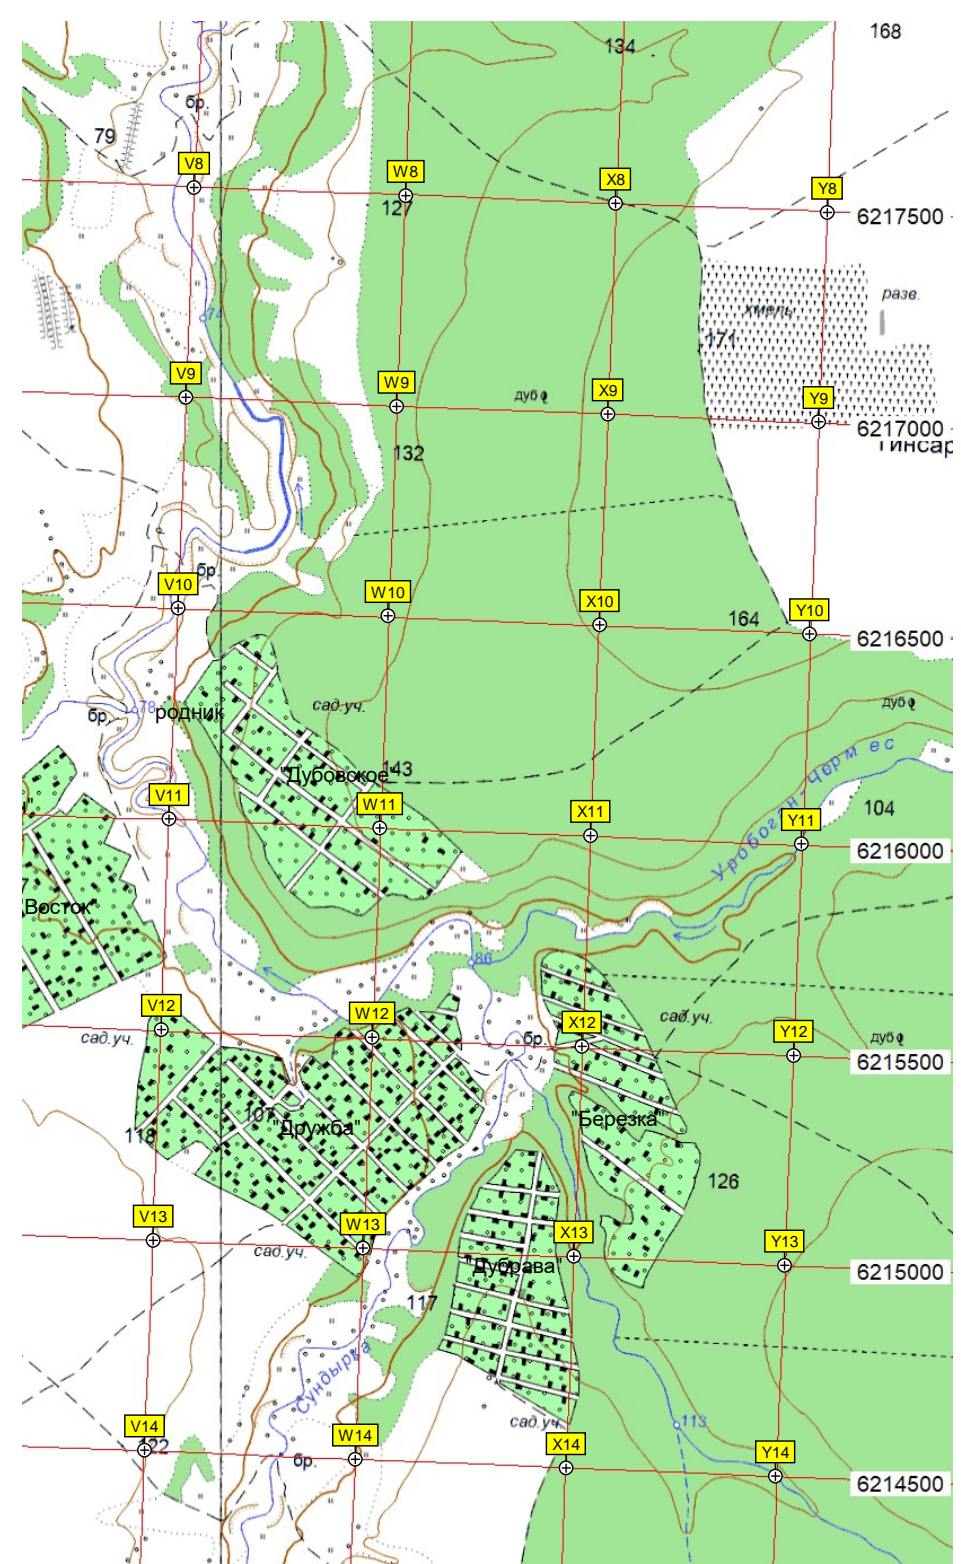 168
134
бр.
79
V8
W8
X8
Y8
127
6217500
разв.
хмель
74
171
V9
W9
X9
Y9
дуб
6217000
132
бр.
V10
W10
X10
Y10
164
6216500
78
бр.
родник
сад.уч.
дуб
143
"Дубовское"
V11
W11
X11
Y11
104
6216000
"Восток"
86
V12
W12
X12
Y12
сад.уч.
бр.
сад.уч.
дуб
6215500
107
118
"Дружба"
"Березка"
126
V13
W13
X13
Y13
сад.уч.
"Дубрава"
6215000
117
Сундырка
113
сад.уч.
V14
W14
X14
Y14
122
бр.
6214500